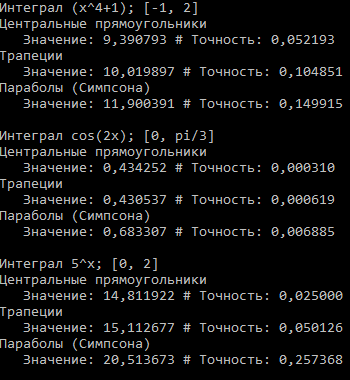 Интеграл (x^4+1); [-1, 2]
Центральные прямоугольники
Значение: 9,390793 # Точность: 0,052193
Трапеции
Значение: 10,019897 # Точность: 0,104851
Параболы (Симпсона)
Значение: 11,900391 # Точность: 0,149915
Интеграл cos(2x); [0, pi/3]
Центральные прямоугольники
Значение: 0,434252 # Точность: 0,000310
Трапеции
Значение: 0,430537 # Точность: 0,000619
Параболы (Симпсона)
Значение: 0,683307 # Точность: 0,006885
Интеграл 5^x; [0, 2]
Центральные прямоугольники
Значение: 14,811922 # Точность: 0,025000
Трапеции
Значение: 15,112677 # Точность: 0,050126
Параболы (Симпсона)
Значение: 20,513673 # Точность: 0,257368